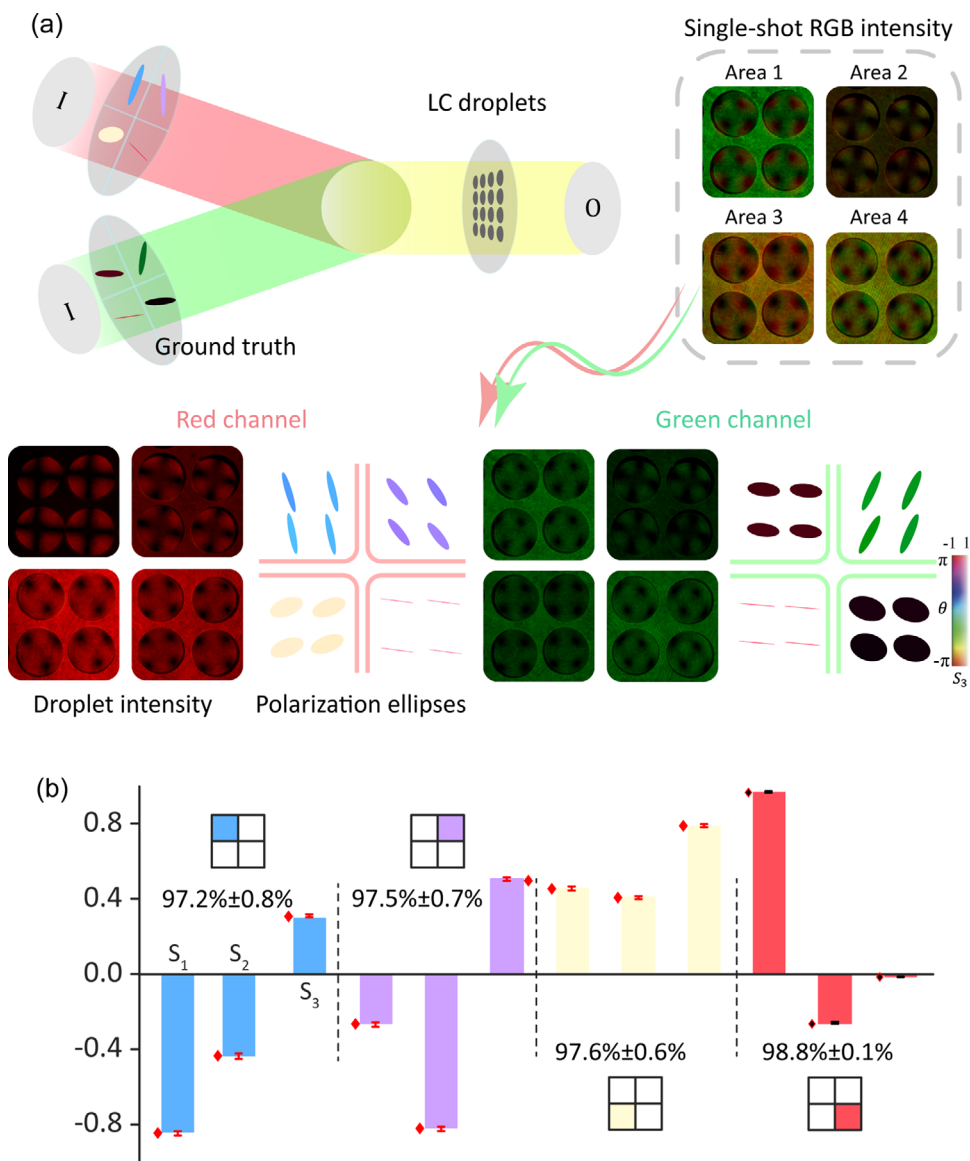 (a)
Single-shot RGB intensity
Area 1
Area 2
I
LC droplets
O
Area 3
Area 4
I
Ground truth
Red channel
Green channel
-1 1
π
θ
-π
S₃
Droplet intensity
Polarization ellipses
(b)
0.8
97.2%±0.8%
97.5%±0.7%
0.4
S₁
S₂
0.0
S₃
-0.4
97.6%±0.6%
98.8%±0.1%
-0.8